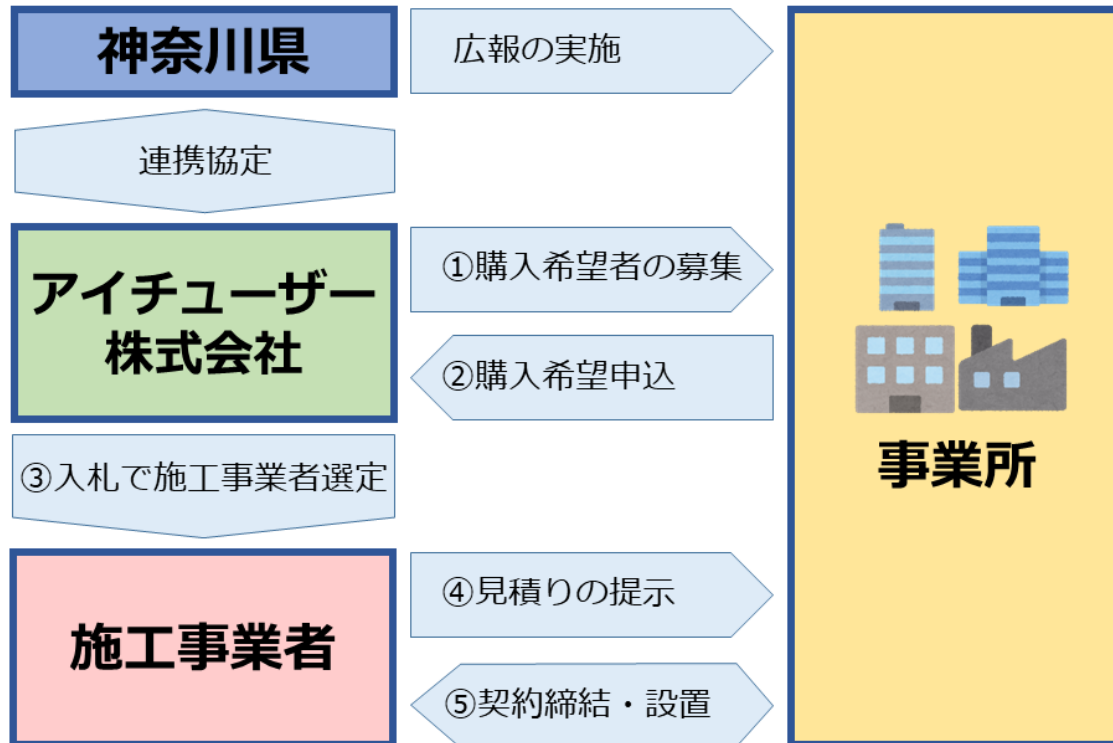 神奈川県
広報の実施
連携協定
アイチューザー
株式会社
①購入希望者の募集
②購入希望申込
③入札で施工事業者選定
施工事業者
④見積りの提示
⑤契約締結・設置
事業所